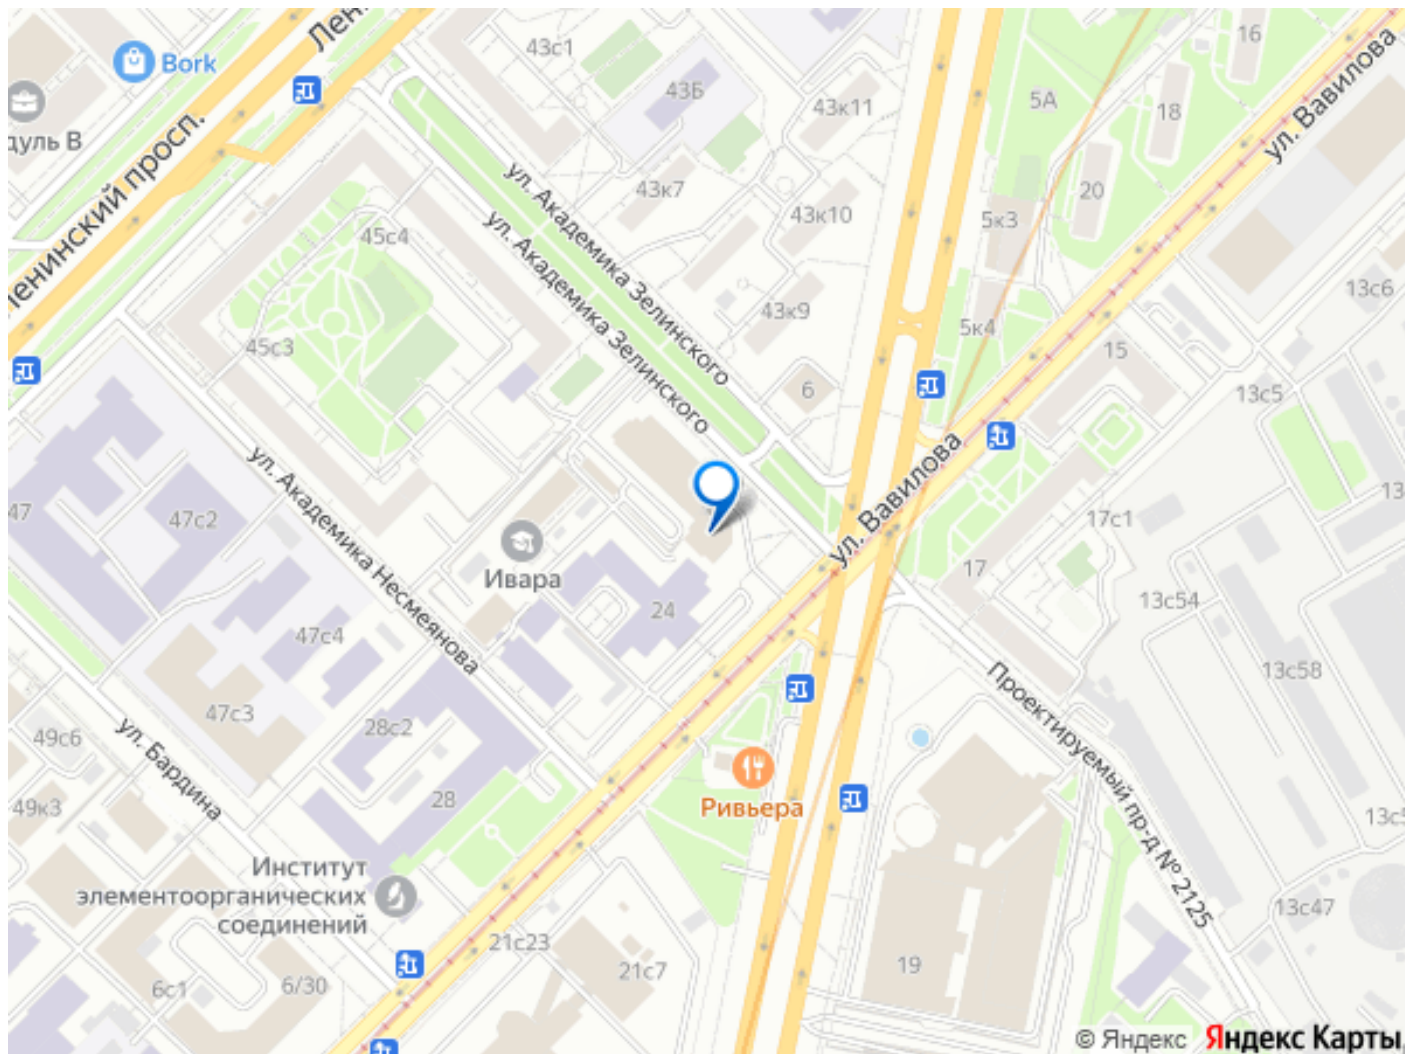 Bork
дуль В
Ленинский просп.
43с1
43Б
43к11
16
ул. Вавилова
5А
18
20
43к7
43к10
5к3
45с4
ул. Академика Зелинского
ул. Академика Зелинского
43к9
5к4
13с6
45с3
6
15
13с5
ул. Вавилова
47
47с2
ул. Академика Несмеянова
Ивара
24
17с1
17
13с54
47с4
13с58
47с3
28с2
Проектируемый пр-д № 2125
49с6
ул. Бардина
49к3
28
Ривьера
Институт
элементоорганических
соединений
13с47
21с23
21с7
19
6с1
6/30
© Яндекс Яндекс Карты